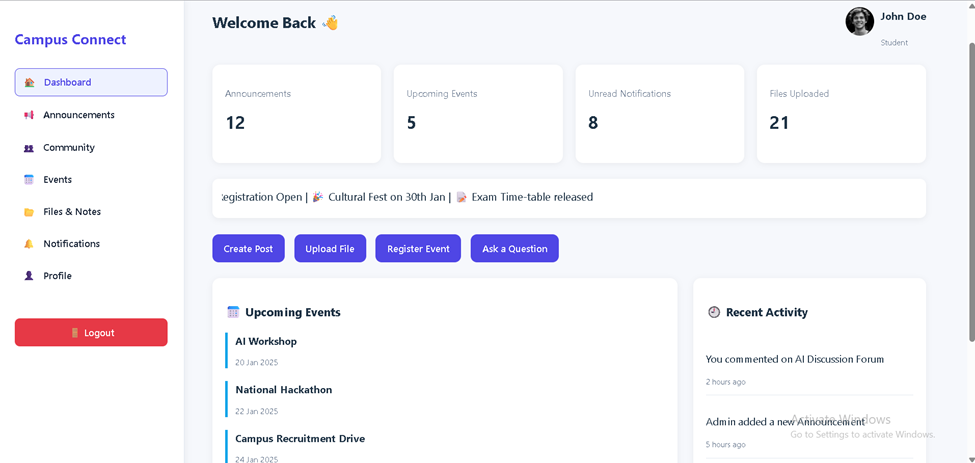 Campus Connect
Dashboard
Announcements
Community
Events
Files & Notes
Notifications
Profile
Logout
Welcome Back 👋
John Doe
Student
Announcements
12
Upcoming Events
5
Unread Notifications
8
Files Uploaded
21
Registration Open | 🎉 Cultural Fest on 30th Jan | 📝 Exam Time-table released
Create Post
Upload File
Register Event
Ask a Question
Upcoming Events
AI Workshop
20 Jan 2025
National Hackathon
22 Jan 2025
Campus Recruitment Drive
24 Jan 2025
Recent Activity
You commented on AI Discussion Forum
2 hours ago
Admin added a new Announcement
5 hours ago
Activate Windows
Go to Settings to activate Windows.